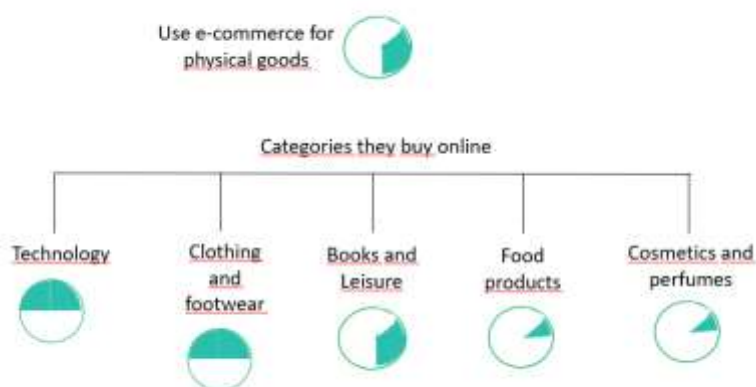 Use e-commerce for
physical goods
Categories they buy online
Technology
Clothing
and
footwear
Books and
Leisure
Food
products
Cosmetics and
perfumes